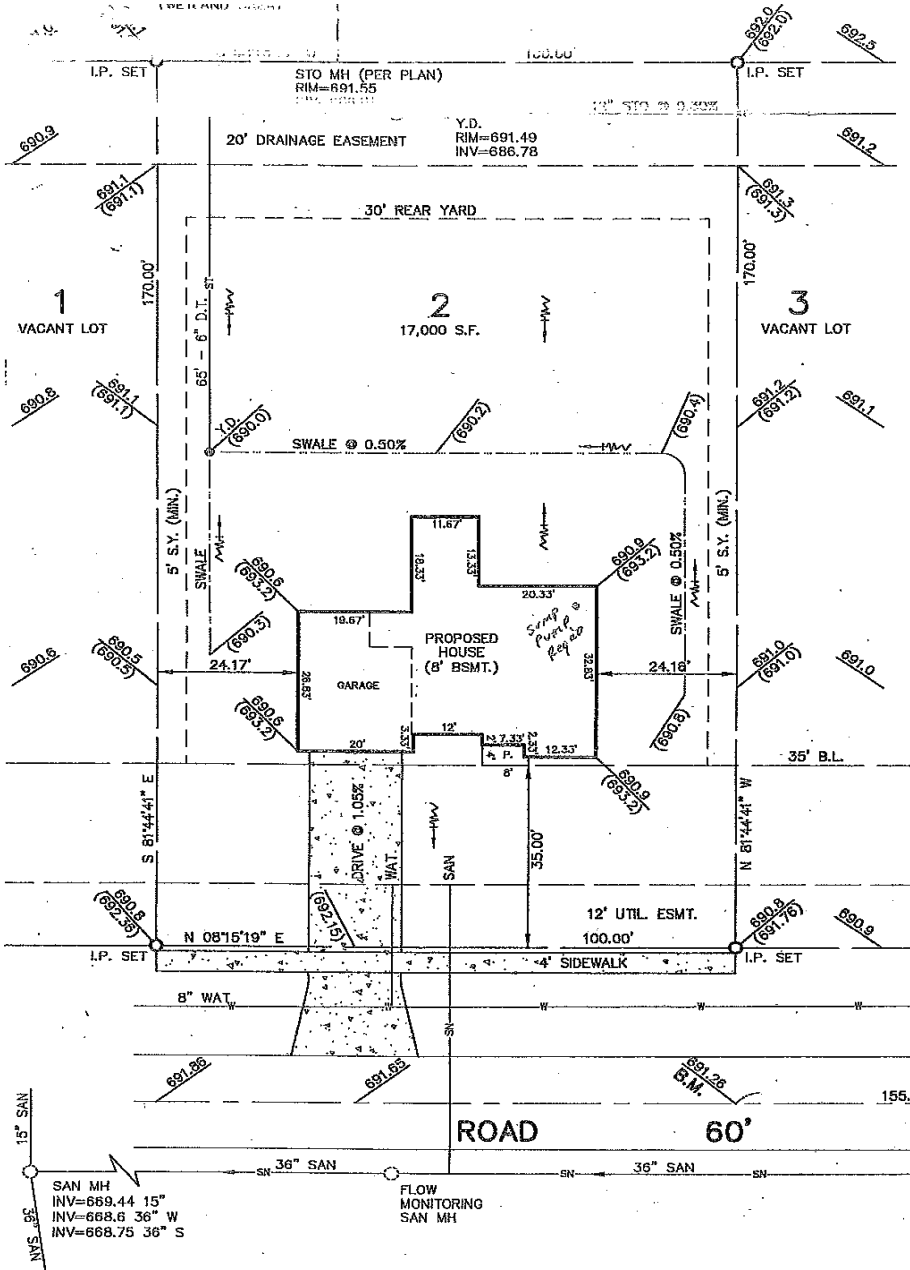 692.0
(692.0)
692.5
I.P. SET
100.00'
I.P. SET
STO MH (PER PLAN)
RIM=691.55
12" STO @ 0.30%
690.9
20' DRAINAGE EASEMENT
Y.D.
RIM=691.49
INV=686.78
691.2
691.1
(691.1)
691.3
(691.3)
30' REAR YARD
170.00'
170.00'
1
VACANT LOT
65' - 6" D.T.
ST
2
17,000 S.F.
3
VACANT LOT
690.8
691.1
(691.1)
Y.D.
(690.0)
SWALE @ 0.50%
(690.2)
(690.4)
691.2
(691.2)
691.1
5' S.Y. (MIN.)
SWALE
11.67'
18.33'
13.33'
SWALE @ 0.50%
5' S.Y. (MIN.)
690.6
(693.2)
690.9
(693.2)
19.67'
20.33'
Sump
Pump
Req'd
(690.3)
PROPOSED
HOUSE
(8' BSMT.)
690.6
690.5
(690.5)
24.17'
28.83'
GARAGE
32.83'
24.18'
691.0
(691.0)
691.0
690.6
(693.2)
20'
3.33'
12'
2'
7.33'
P.
8'
2.33'
12.33'
(690.8)
690.9
(693.2)
35' B.L.
S 81°44'41" E
DRIVE @ 1.05%
WAT.
SAN
35.00'
N 81°44'41" W
690.8
(692.36)
(692.15)
12' UTIL. ESMT.
690.8
(691.76)
690.9
I.P. SET
N 08°15'19" E
100.00'
I.P. SET
4' SIDEWALK
8" WAT.
W
W
W
W
W
SN
691.86
691.65
691.26
B.M.
155.
ROAD 60'
15" SAN
SN
36" SAN
SN
36" SAN
SN
SAN MH
INV=669.44 15"
INV=668.6 36" W
INV=668.75 36" S
FLOW
MONITORING
SAN MH
36" SAN